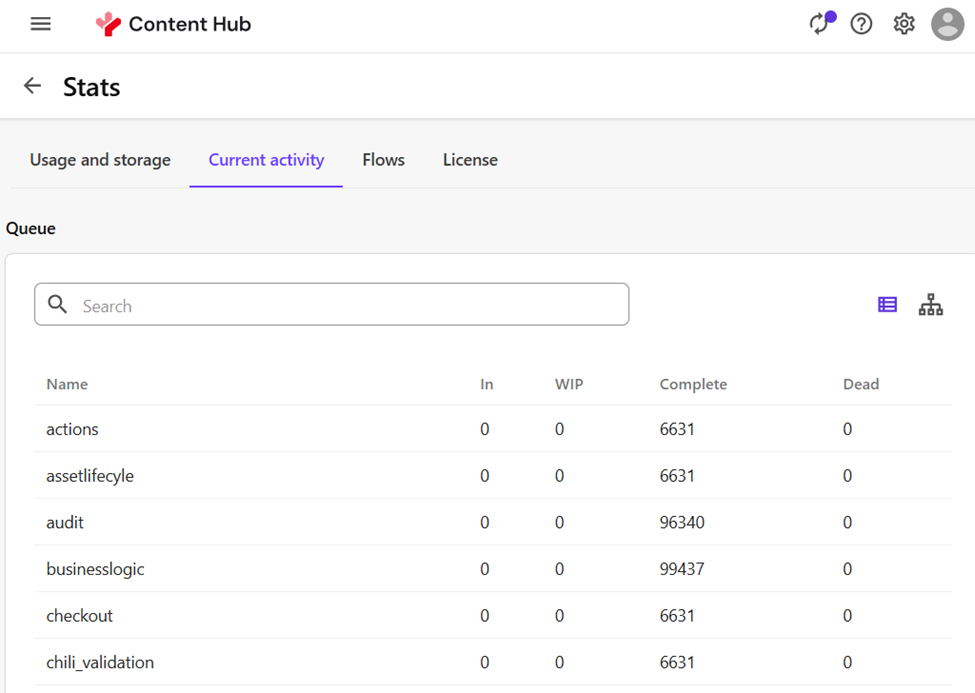 Content Hub
Stats
Usage and storage Current activity Flows License
Queue
Search
Name In WIP Complete Dead
actions 0 0 6631 0
assetlifecyle 0 0 6631 0
audit 0 0 96340 0
businesslogic 0 0 99437 0
checkout 0 0 6631 0
chili_validation 0 0 6631 0